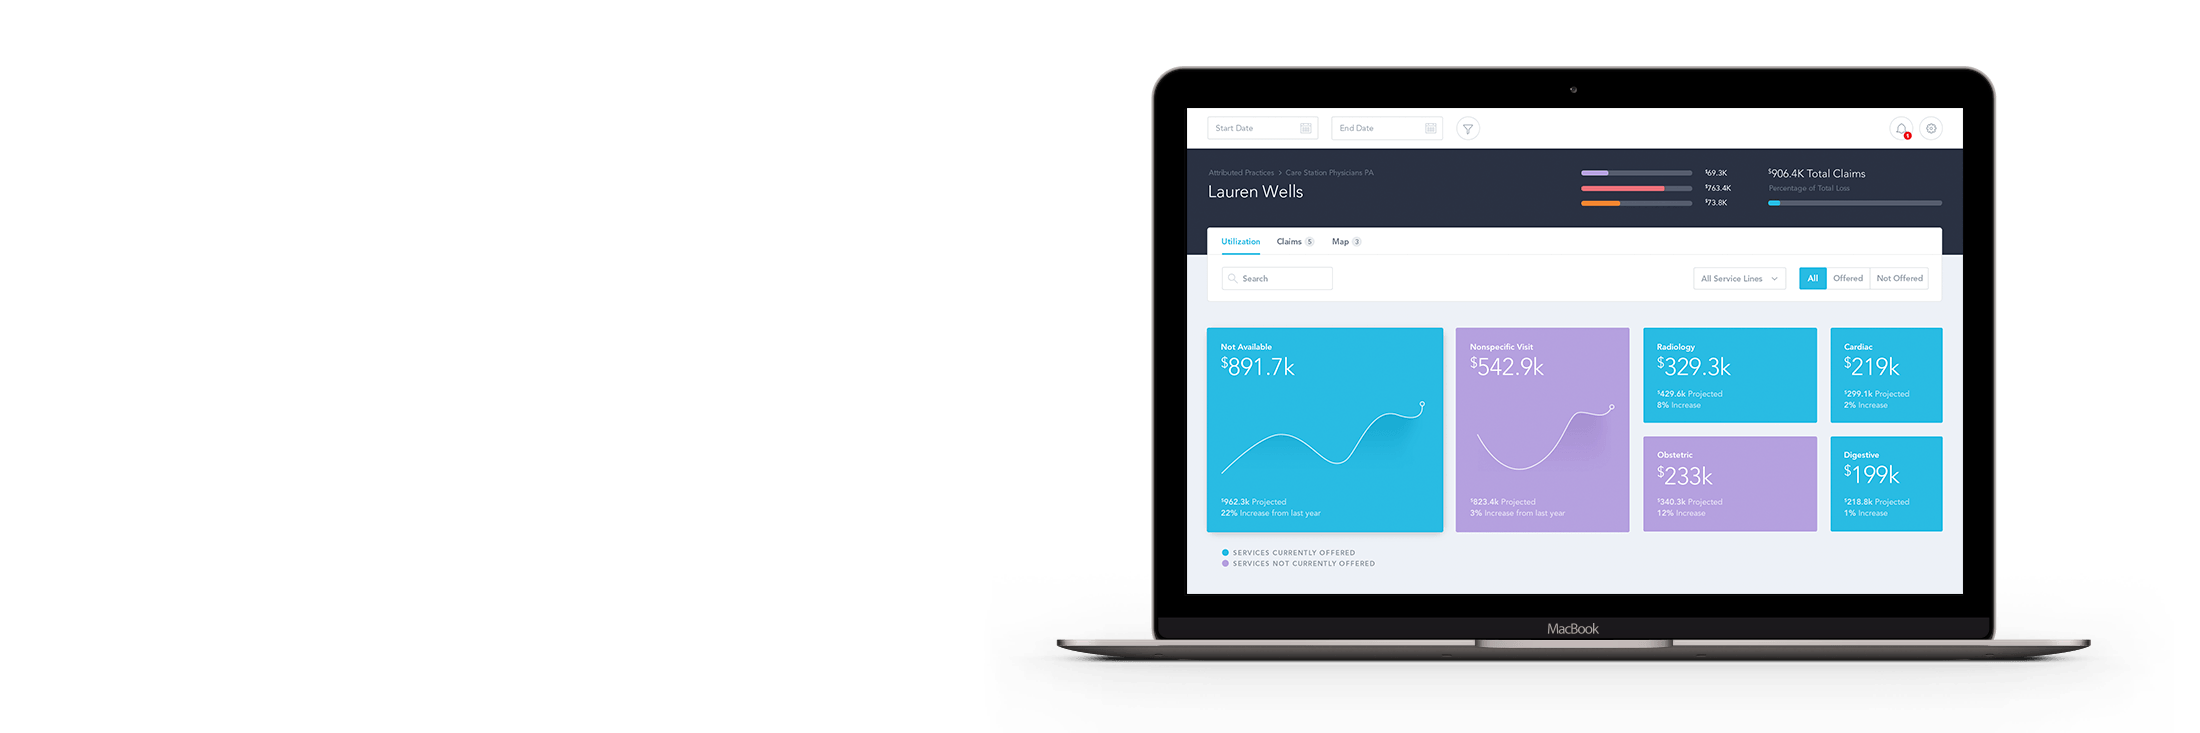 Start Date
End Date
1
Attributed Practices > Care Station Physicians PA
Lauren Wells
$69.3K
$763.4K
$73.8K
$906.4K Total Claims
Percentage of Total Loss
Utilization
Claims 5
Map 3
Search
All Service Lines
All
Offered
Not Offered
Not Available
$891.7k
$962.3k Projected
22% Increase from last year
Nonspecific Visit
$542.9k
$823.4k Projected
3% Increase from last year
Radiology
$329.3k
$429.6k Projected
8% Increase
Cardiac
$219k
$299.1k Projected
2% Increase
Obstetric
$233k
$340.3k Projected
12% Increase
Digestive
$199k
$218.8k Projected
1% Increase
SERVICES CURRENTLY OFFERED
SERVICES NOT CURRENTLY OFFERED
MacBook